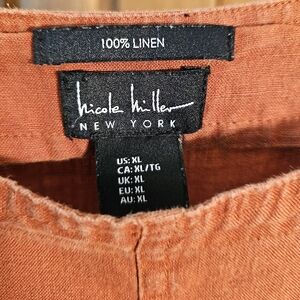 100% LINEN
Nicole Miller
NEW YORK
US: XL
CA: XL/TG
UK: XL
EU: XL
AU: XL